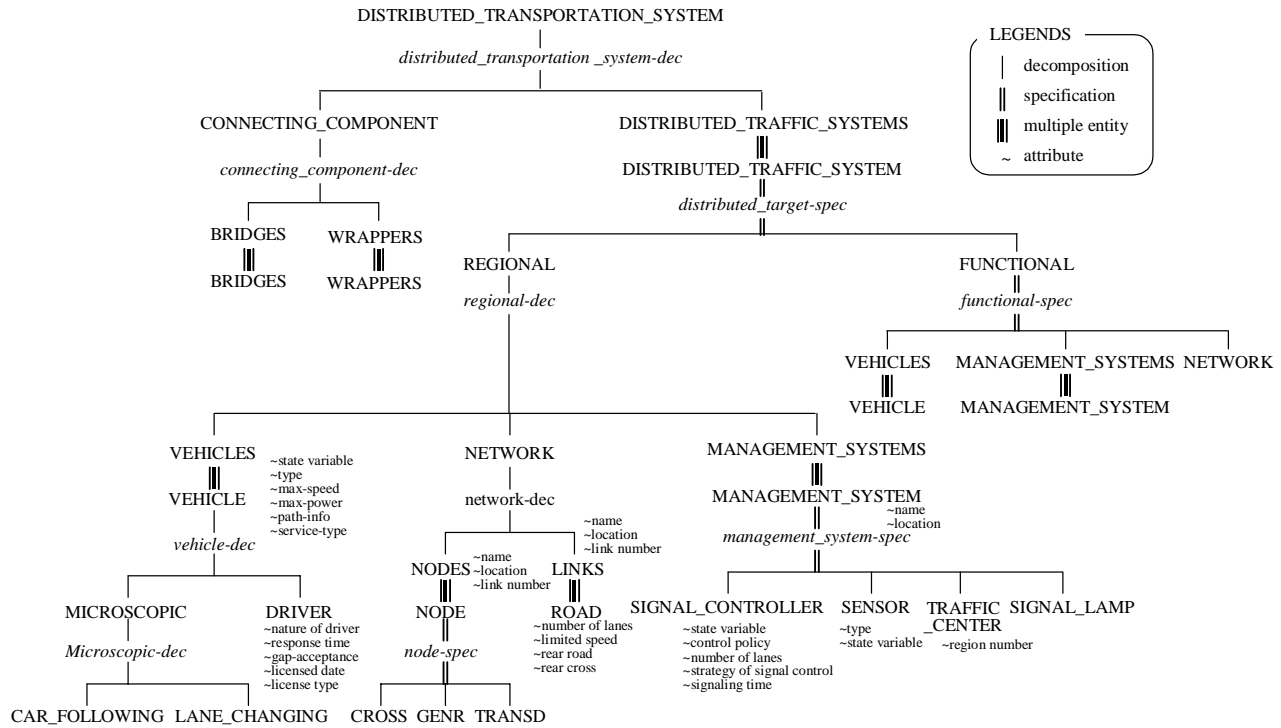 DISTRIBUTED_TRANSPORTATION_SYSTEM
distributed_transportation _system-dec
LEGENDS
decomposition
specification
multiple entity
~ attribute
CONNECTING_COMPONENT
DISTRIBUTED_TRAFFIC_SYSTEMS
connecting_component-dec
DISTRIBUTED_TRAFFIC_SYSTEM
distributed_target-spec
BRIDGES
WRAPPERS
BRIDGES
WRAPPERS
REGIONAL
FUNCTIONAL
regional-dec
functional-spec
VEHICLES
MANAGEMENT_SYSTEMS
NETWORK
VEHICLE
MANAGEMENT_SYSTEM
VEHICLES
~state variable
~type
~max-speed
~max-power
~path-info
~service-type
VEHICLE
vehicle-dec
NETWORK
network-dec
MANAGEMENT_SYSTEMS
MANAGEMENT_SYSTEM
~name
~location
management_system-spec
MICROSCOPIC
Microscopic-dec
CAR_FOLLOWING
LANE_CHANGING
DRIVER
~nature of driver
~response time
~gap-acceptance
~licensed date
~license type
NODES
~name
~location
~link number
NODE
node-spec
CROSS
GENR
TRANSD
~name
~location
~link number
LINKS
ROAD
~number of lanes
~limited speed
~rear road
~rear cross
SIGNAL_CONTROLLER
~state variable
~control policy
~number of lanes
~strategy of signal control
~signaling time
SENSOR
~type
~state variable
TRAFFIC
_CENTER
~region number
SIGNAL_LAMP